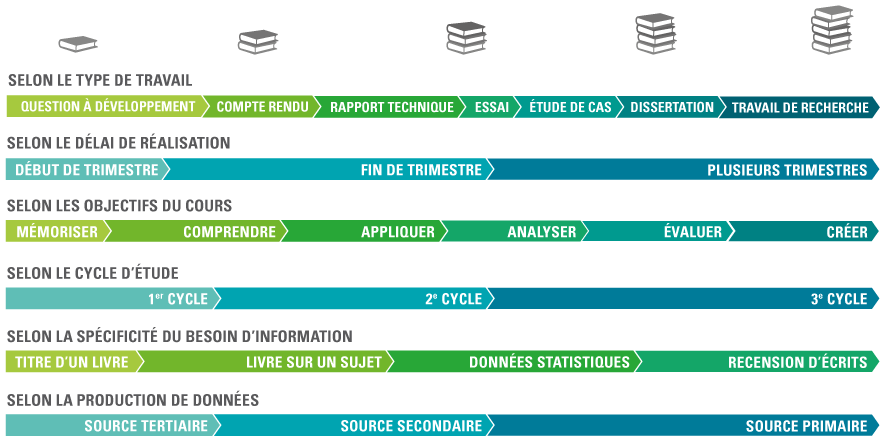 SELON LE TYPE DE TRAVAIL
QUESTION À DÉVELOPPEMENT COMPTE RENDU RAPPORT TECHNIQUE ESSAI ÉTUDE DE CAS DISSERTATION TRAVAIL DE RECHERCHE
SELON LE DÉLAI DE RÉALISATION
DÉBUT DE TRIMESTRE FIN DE TRIMESTRE PLUSIEURS TRIMESTRES
SELON LES OBJECTIFS DU COURS
MÉMORISER COMPRENDRE APPLIQUER ANALYSER ÉVALUER CRÉER
SELON LE CYCLE D'ÉTUDE
1er CYCLE 2e CYCLE 3e CYCLE
SELON LA SPÉCIFICITÉ DU BESOIN D'INFORMATION
TITRE D'UN LIVRE LIVRE SUR UN SUJET DONNÉES STATISTIQUES RECENSION D'ÉCRITS
SELON LA PRODUCTION DE DONNÉES
SOURCE TERTIAIRE SOURCE SECONDAIRE SOURCE PRIMAIRE